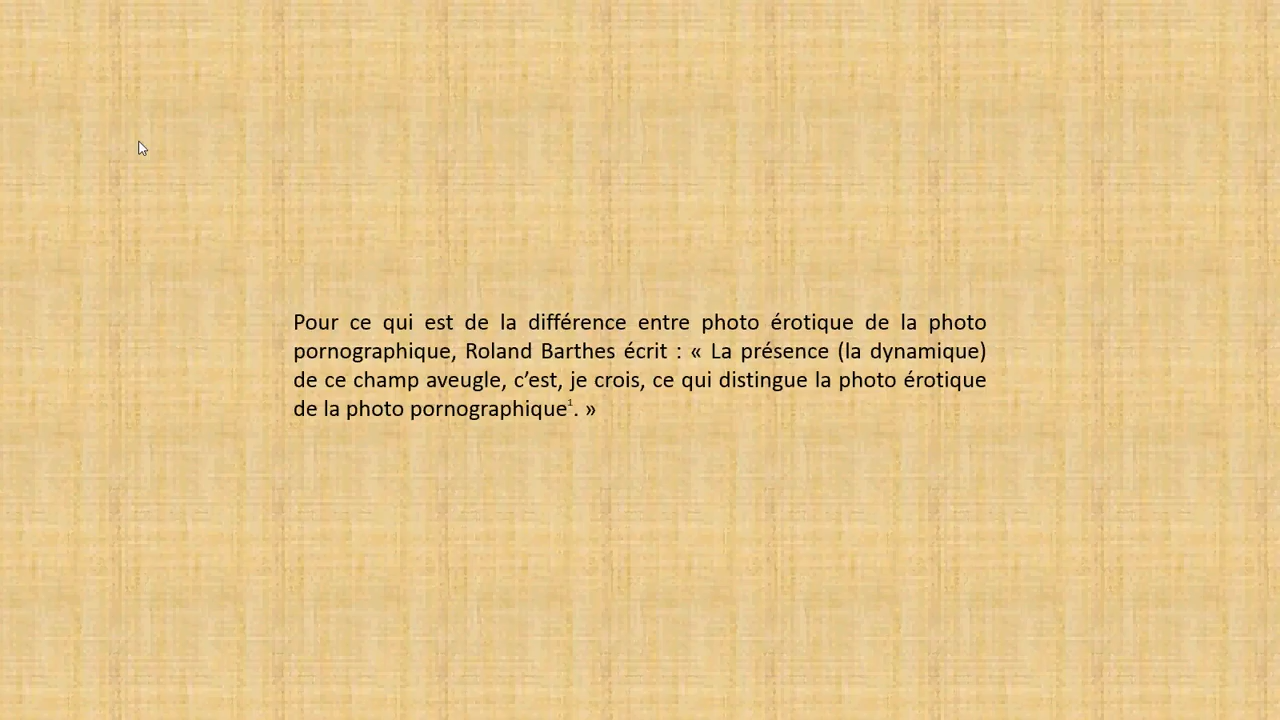 Pour ce qui est de la différence entre photo érotique de la photo
pornographique, Roland Barthes écrit : « La présence (la dynamique)
de ce champ aveugle, c’est, je crois, ce qui distingue la photo érotique
de la photo pornographique¹. »